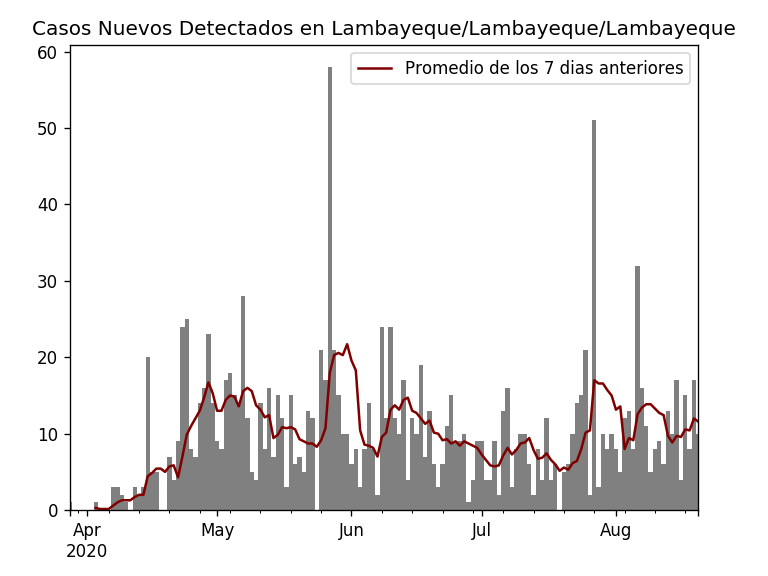 Casos Nuevos Detectados en Lambayeque/Lambayeque/Lambayeque
Promedio de los 7 dias anteriores
60
50
40
30
20
10
0
Apr May Jun Jul Aug
2020